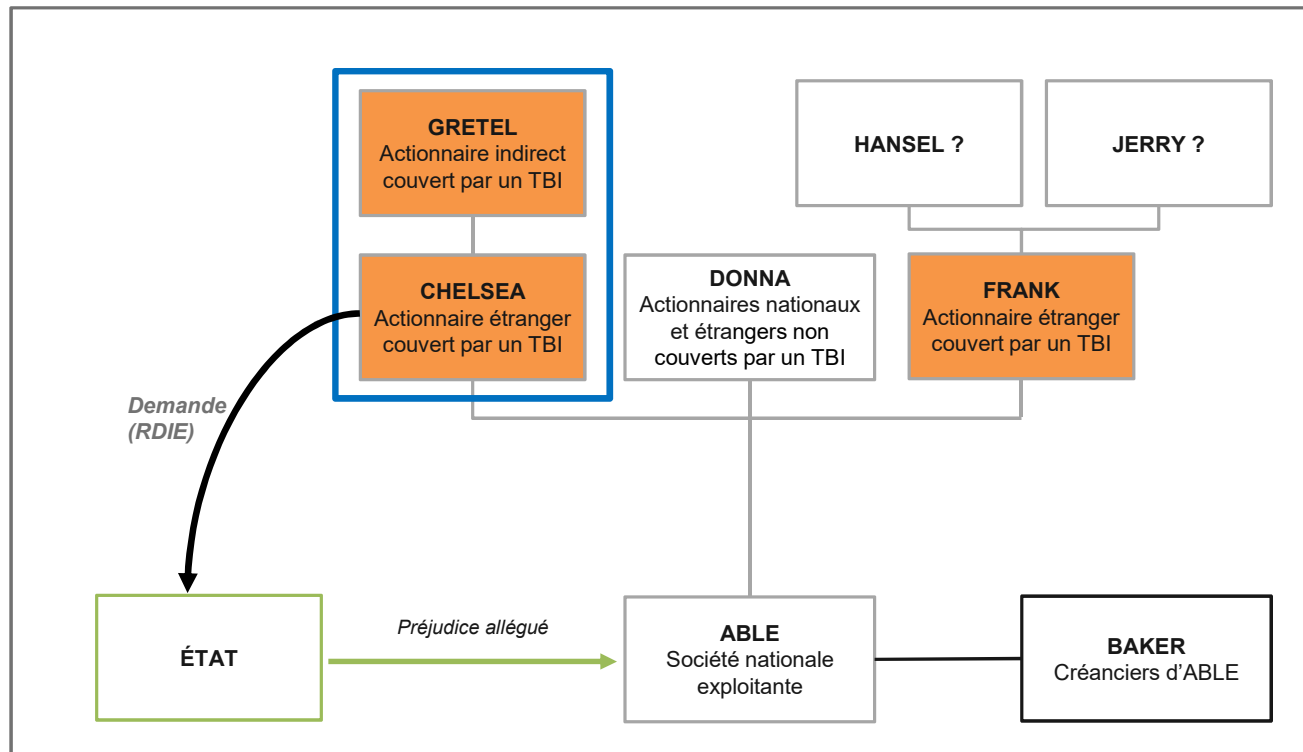 GRETEL
Actionnaire indirect
couvert par un TBI
HANSEL ?
JERRY ?
CHELSEA
Actionnaire étranger
couvert par un TBI
DONNA
Actionnaires nationaux
et étrangers non
couverts par un TBI
FRANK
Actionnaire étranger
couvert par un TBI
Demande
(RDIE)
ÉTAT
Préjudice allégué
ABLE
Société nationale
exploitante
BAKER
Créanciers d’ABLE